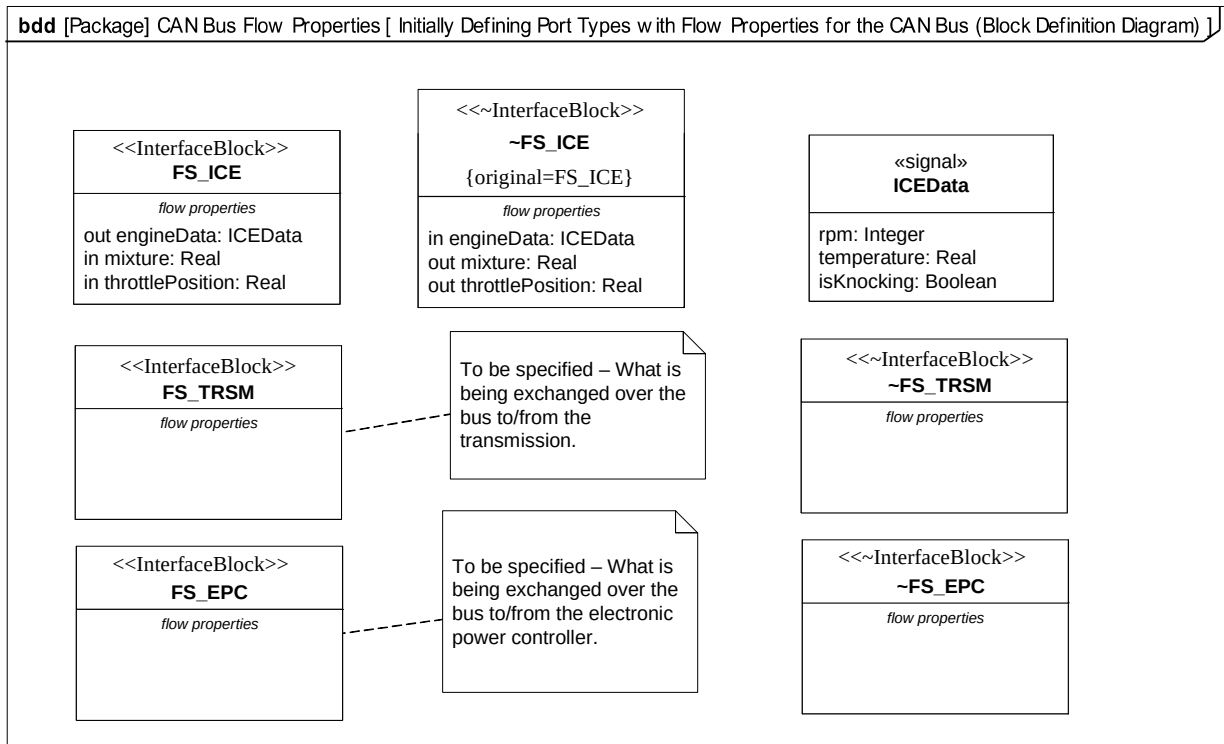 bdd [Package] CAN Bus Flow Properties [ Initially Defining Port Types with Flow Properties for the CAN Bus (Block Definition Diagram) ]
<<InterfaceBlock>>
FS_ICE
flow properties
out engineData: ICEData
in mixture: Real
in throttlePosition: Real
<<~InterfaceBlock>>
~FS_ICE
{original=FS_ICE}
flow properties
in engineData: ICEData
out mixture: Real
out throttlePosition: Real
«signal»
ICEData
rpm: Integer
temperature: Real
isKnocking: Boolean
<<InterfaceBlock>>
FS_TRSM
flow properties
To be specified – What is
being exchanged over the
bus to/from the
transmission.
<<~InterfaceBlock>>
~FS_TRSM
flow properties
<<InterfaceBlock>>
FS_EPC
flow properties
To be specified – What is
being exchanged over the
bus to/from the electronic
power controller.
<<~InterfaceBlock>>
~FS_EPC
flow properties